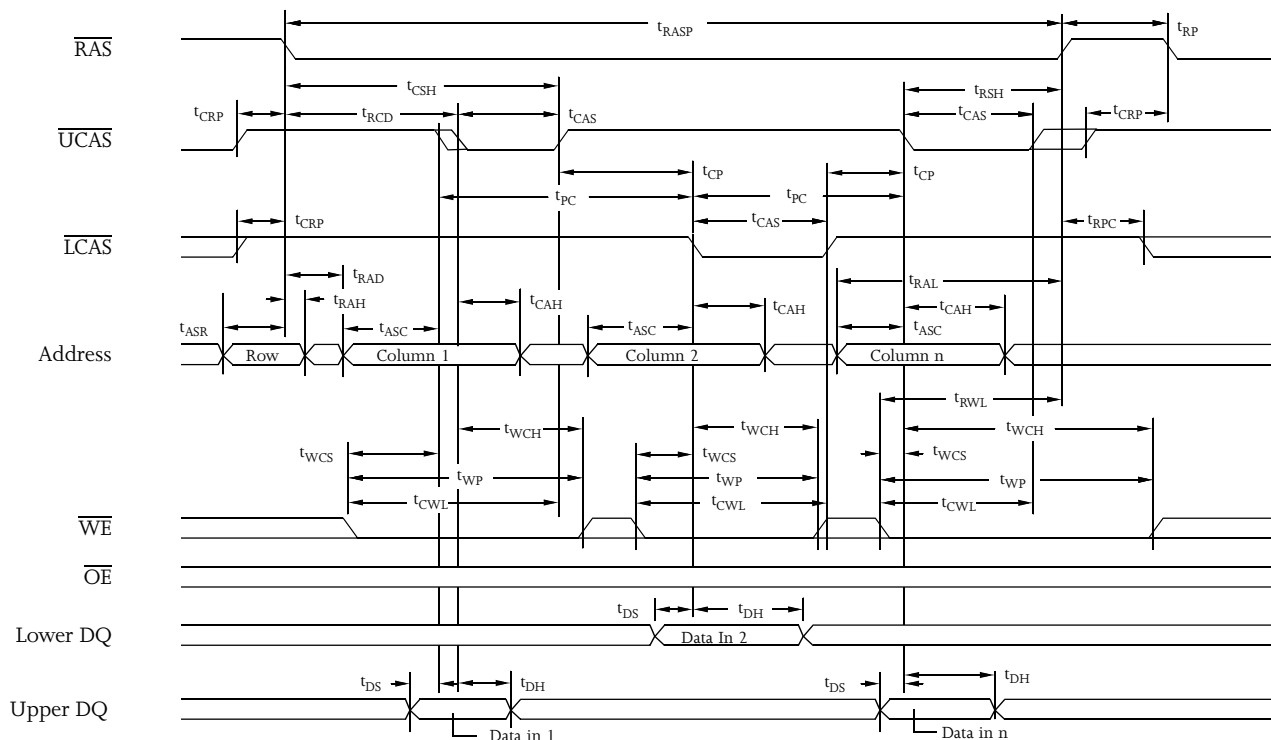 tRASP
tRP
RAS
tCSH
tRSH
tCRP
tRCD
tCAS
tCAS
tCRP
UCAS
tCP
tCP
tPC
tPC
tCRP
tCAS
tRPC
LCAS
tRAD
tRAL
tRAH
tCAH
tCAH
tCAH
tASR
tASC
tASC
tASC
Address
Row
Column 1
Column 2
Column n
tRWL
tWCH
tWCH
tWCH
tWCS
tWCS
tWCS
tWP
tWP
tWP
tCWL
tCWL
tCWL
WE
OE
tDS
tDH
Lower DQ
Data In 2
tDS
tDH
tDS
tDH
Upper DQ
Data in 1
Data in n